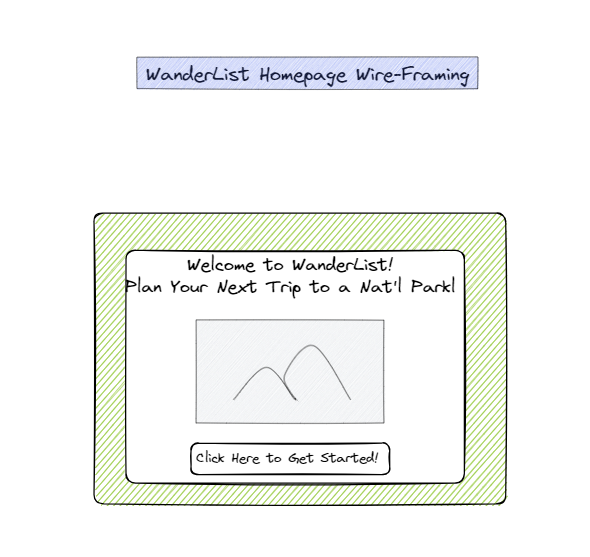 WanderList Homepage Wire-Framing
Welcome to WanderList!
Plan Your Next Trip to a Nat'l Park!
Click Here to Get Started!